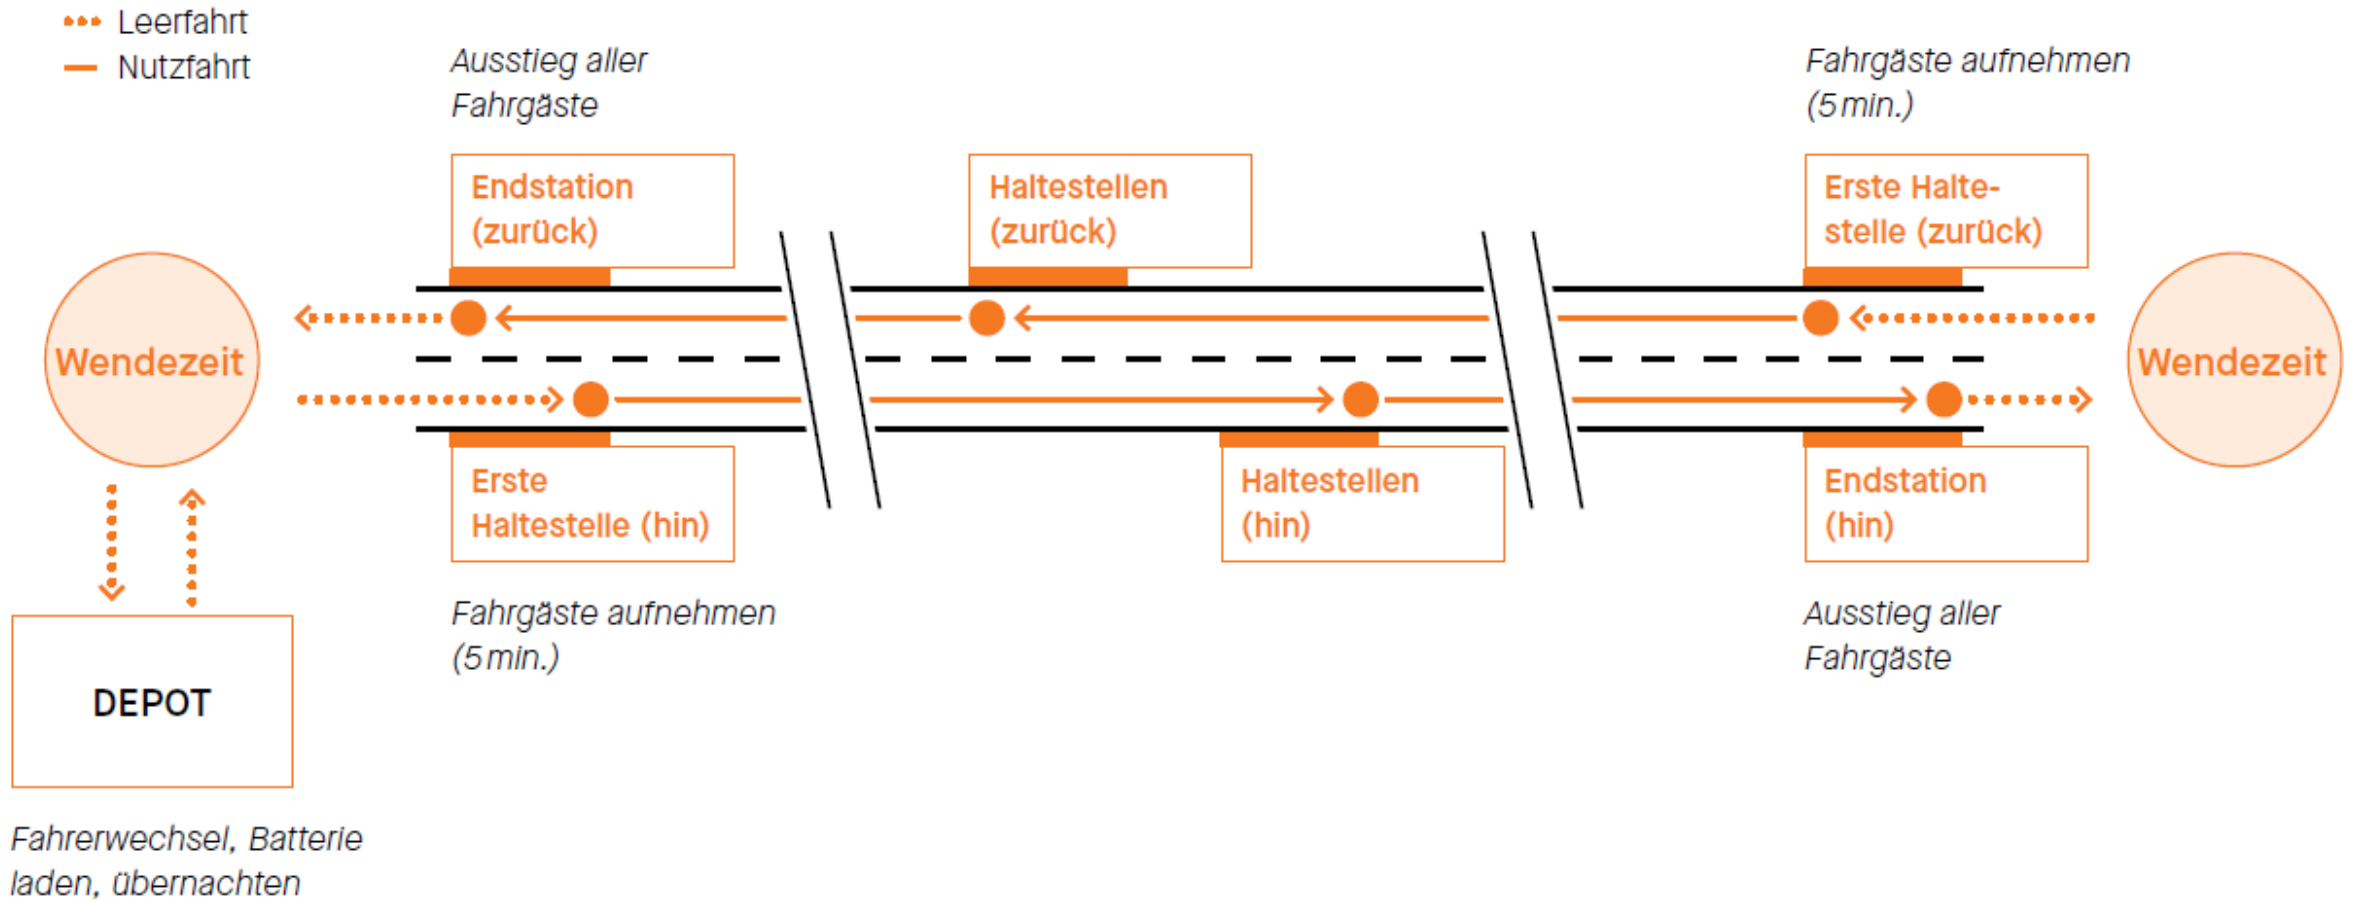 Leerfahrt
Nutzfahrt
Ausstieg aller
Fahrgäste
Fahrgäste aufnehmen
(5 min.)
Endstation
(zurück)
Haltestellen
(zurück)
Erste Halte-
stelle (zurück)
Wendezeit
Wendezeit
Erste
Haltestelle (hin)
Haltestellen
(hin)
Endstation
(hin)
Fahrgäste aufnehmen
(5 min.)
Ausstieg aller
Fahrgäste
DEPOT
Fahrerwechsel, Batterie
laden, übernachten